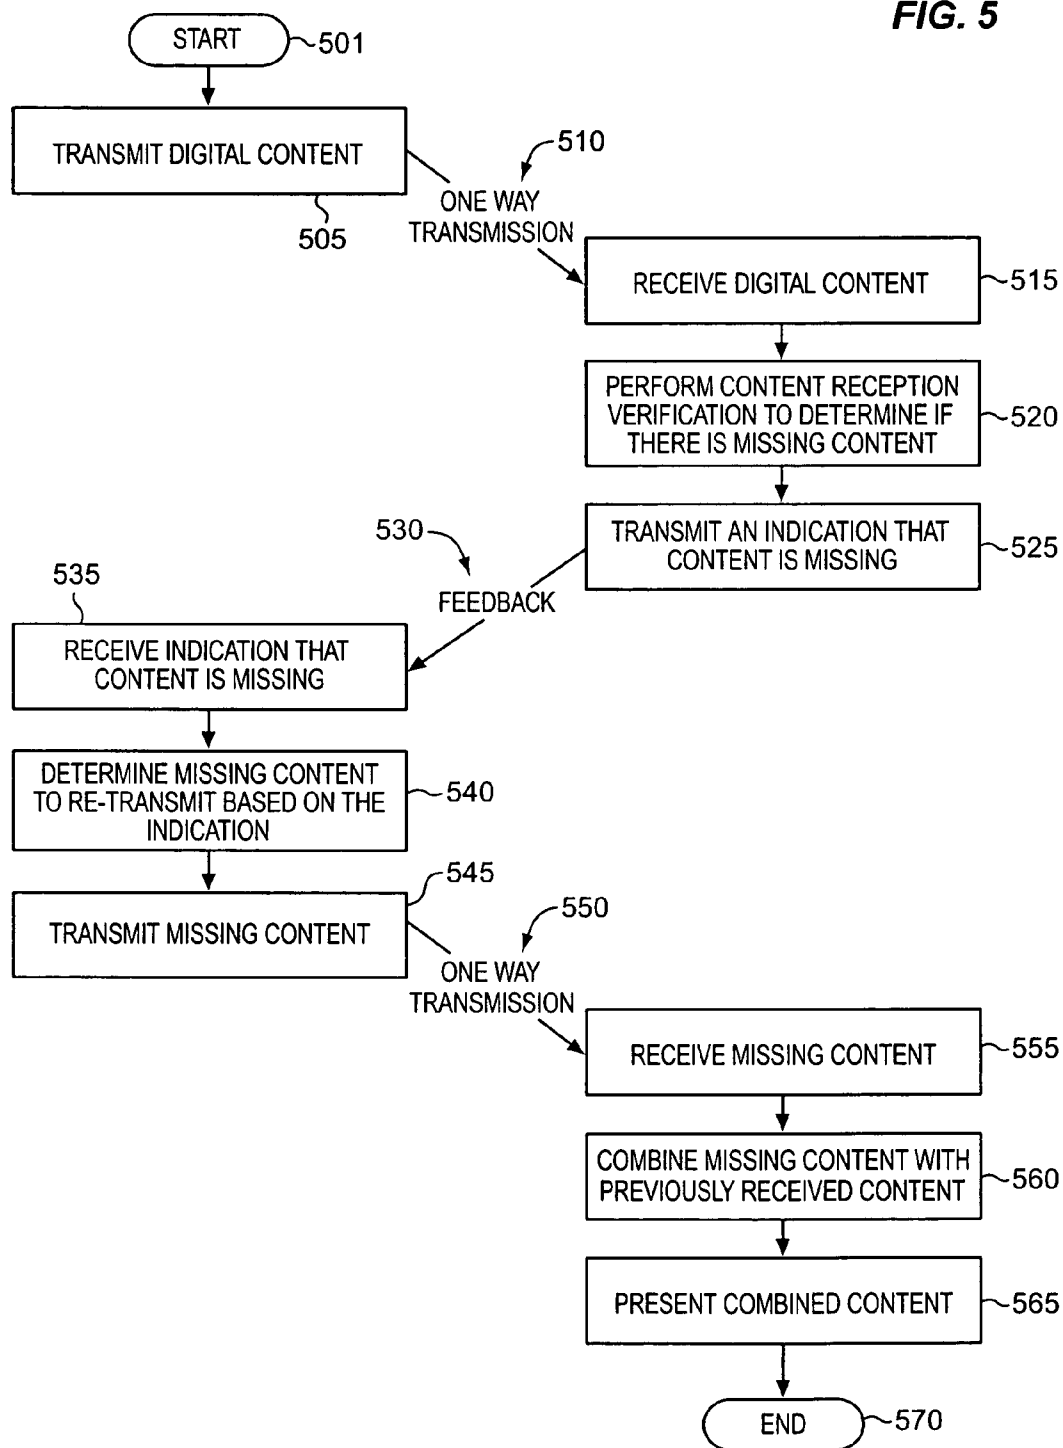 FIG. 5
START
501
TRANSMIT DIGITAL CONTENT
505
510
ONE WAY
TRANSMISSION
RECEIVE DIGITAL CONTENT
515
PERFORM CONTENT RECEPTION
VERIFICATION TO DETERMINE IF
THERE IS MISSING CONTENT
520
TRANSMIT AN INDICATION THAT
CONTENT IS MISSING
525
530
FEEDBACK
535
RECEIVE INDICATION THAT
CONTENT IS MISSING
DETERMINE MISSING CONTENT
TO RE-TRANSMIT BASED ON THE
INDICATION
540
545
TRANSMIT MISSING CONTENT
550
ONE WAY
TRANSMISSION
RECEIVE MISSING CONTENT
555
COMBINE MISSING CONTENT WITH
PREVIOUSLY RECEIVED CONTENT
560
PRESENT COMBINED CONTENT
565
END
570